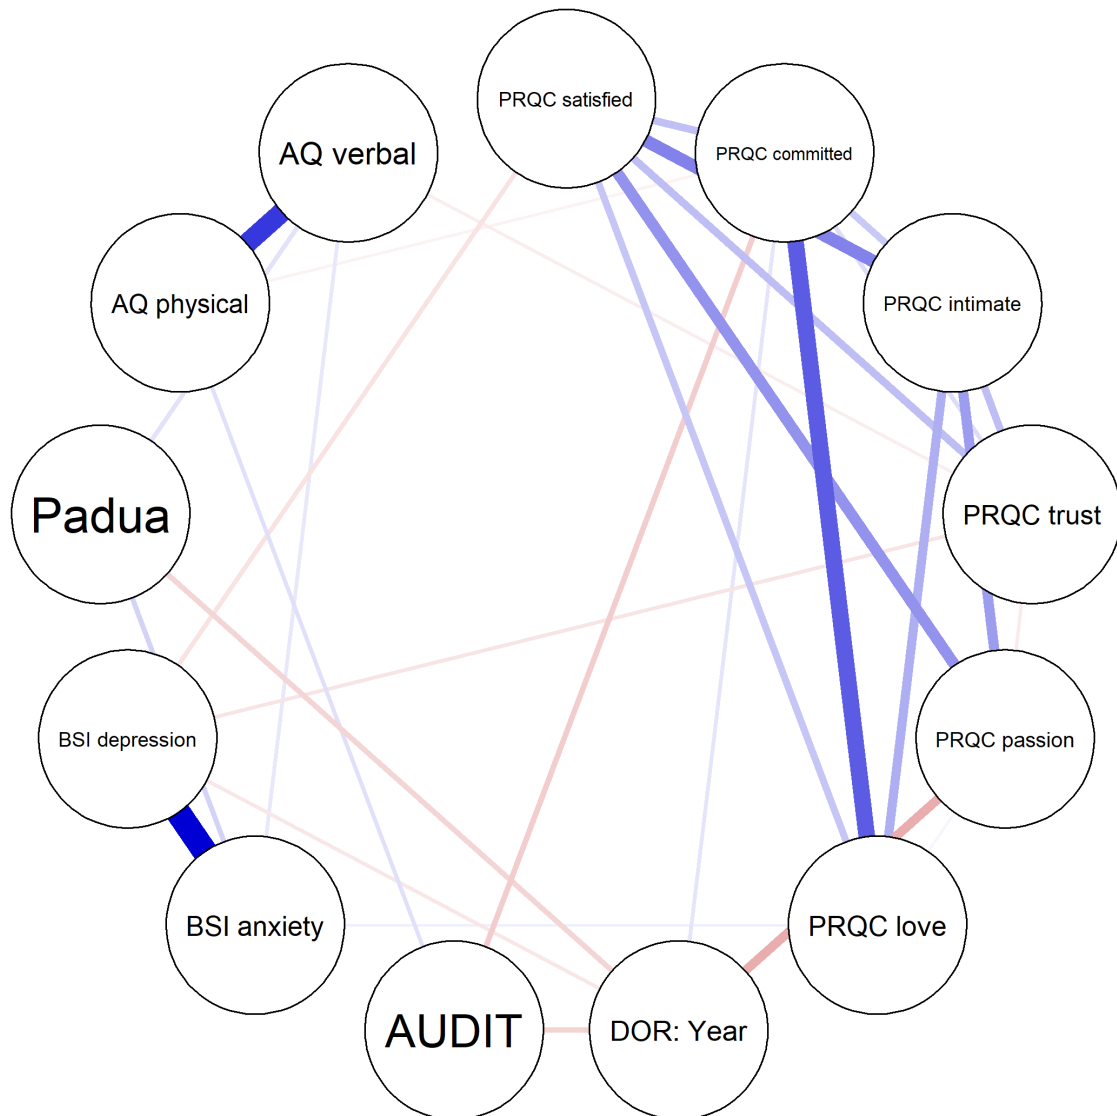 PRQC satisfied
AQ verbal
PRQC committed
AQ physical
PRQC intimate
Padua
PRQC trust
BSI depression
PRQC passion
BSI anxiety
PRQC love
AUDIT
DOR: Year